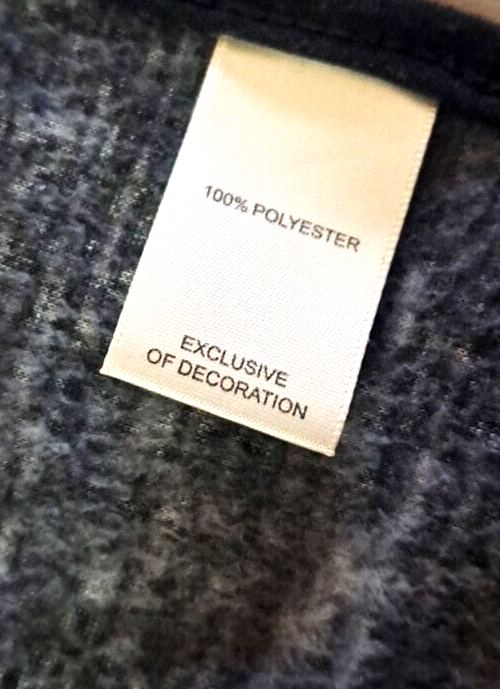 100% POLYESTER
EXCLUSIVE
OF DECORATION